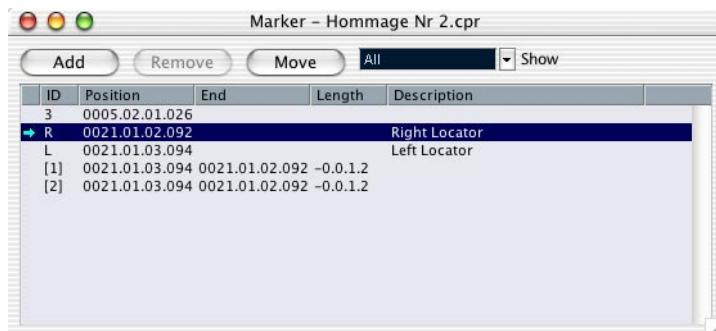 Marker – Hommage Nr 2.cpr
Add Remove Move All Show
ID Position End Length Description
3 0005.02.01.026
R 0021.01.02.092 Right Locator
L 0021.01.03.094 Left Locator
[1] 0021.01.03.094 0021.01.02.092 -0.0.1.2
[2] 0021.01.03.094 0021.01.02.092 -0.0.1.2